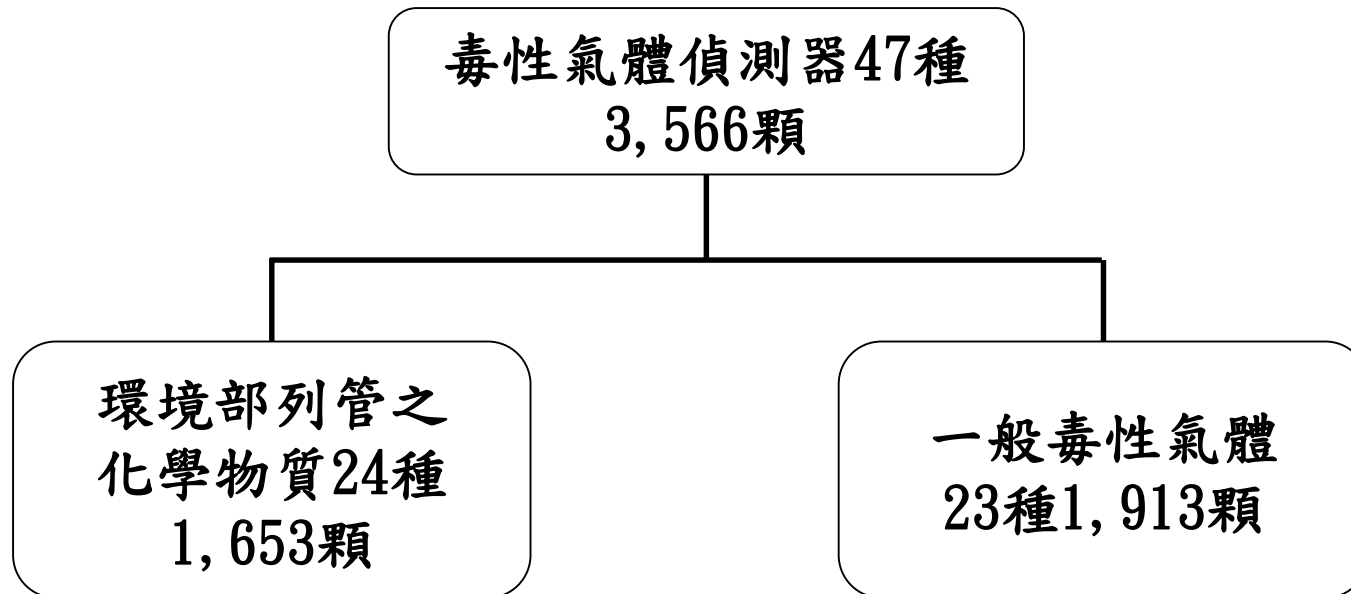 毒性氣體偵測器47種
3,566顆
環境部列管之
化學物質24種
1,653顆
一般毒性氣體
23種1,913顆